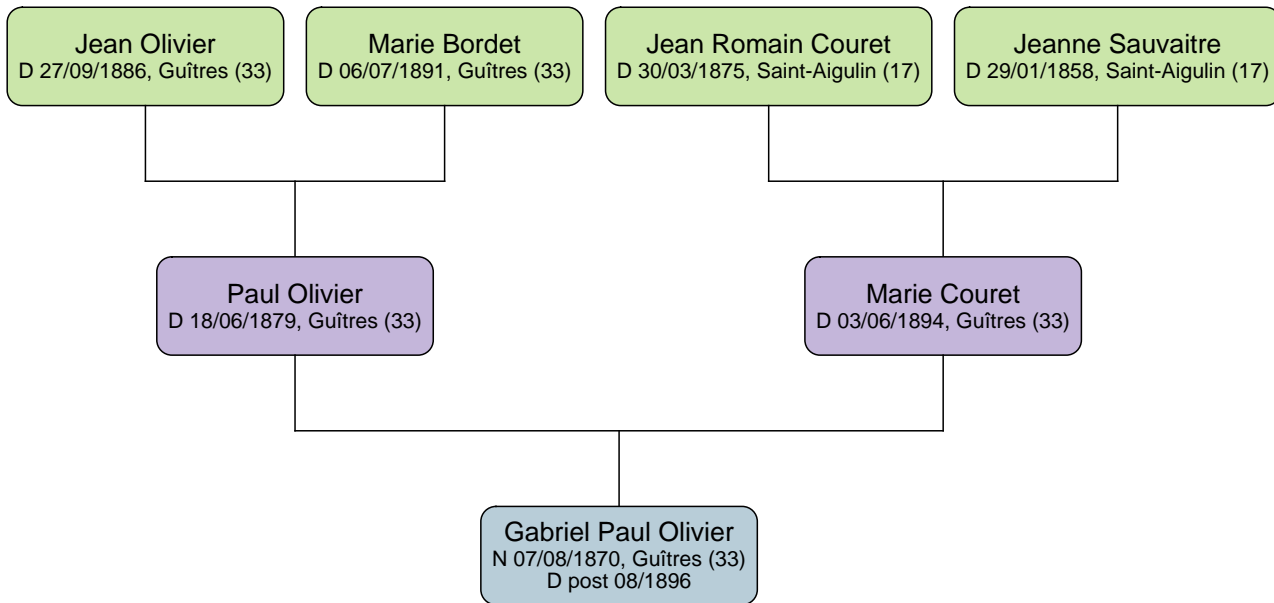 Jean Olivier
D 27/09/1886, Guîtres (33)
Marie Bordet
D 06/07/1891, Guîtres (33)
Jean Romain Couret
D 30/03/1875, Saint-Aigulin (17)
Jeanne Sauvaitre
D 29/01/1858, Saint-Aigulin (17)
Paul Olivier
D 18/06/1879, Guîtres (33)
Marie Couret
D 03/06/1894, Guîtres (33)
Gabriel Paul Olivier
N 07/08/1870, Guîtres (33)
D post 08/1896